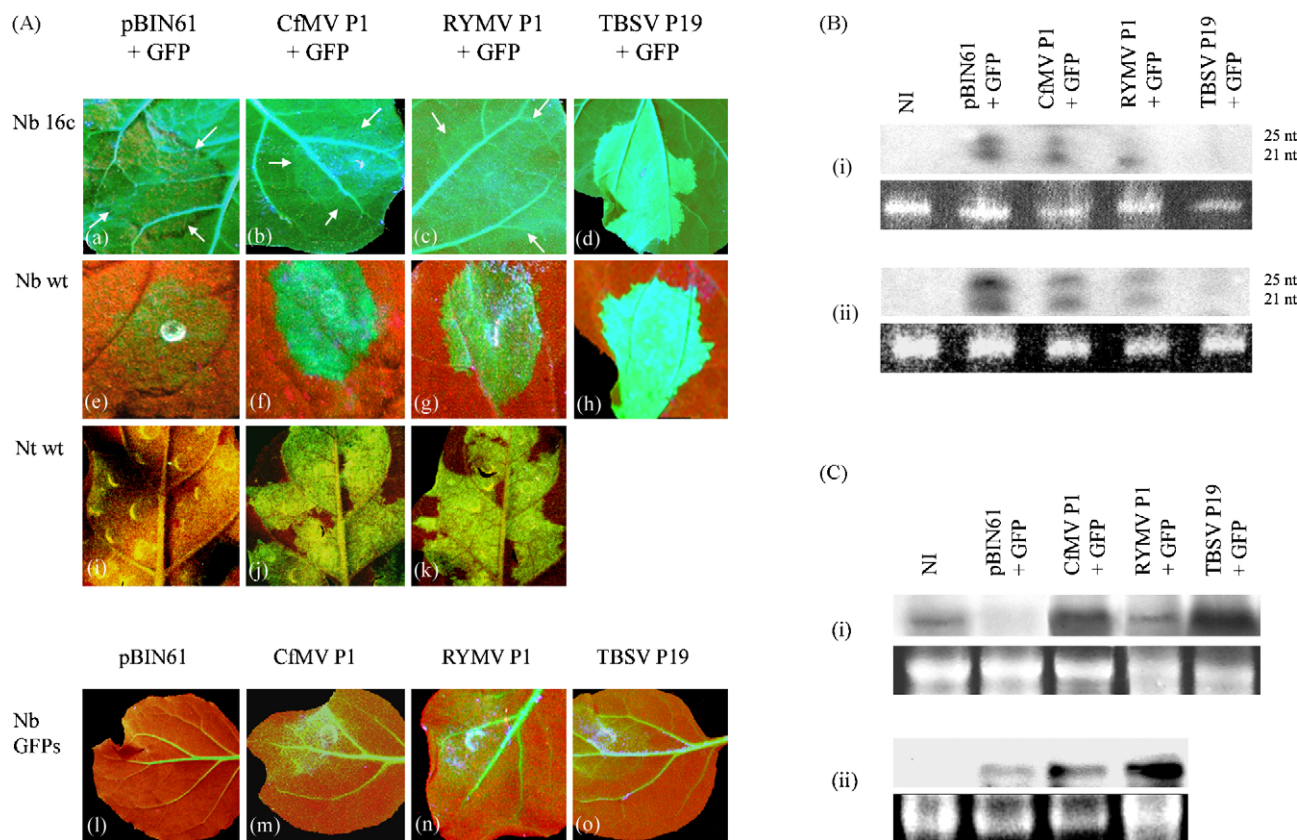 (A)
pBIN61 + GFP
CfMV P1 + GFP
RYMV P1 + GFP
TBSV P19 + GFP
Nb 16c
(a)
(b)
(c)
(d)
Nb wt
(e)
(f)
(g)
(h)
Nt wt
(i)
(j)
(k)
pBIN61
CfMV P1
RYMV P1
TBSV P19
Nb GFPs
(l)
(m)
(n)
(o)
(B)
NI
pBIN61 + GFP
CfMV P1 + GFP
RYMV P1 + GFP
TBSV P19 + GFP
(i)
25 nt
21 nt
(ii)
25 nt
21 nt
(C)
NI
pBIN61 + GFP
CfMV P1 + GFP
RYMV P1 + GFP
TBSV P19 + GFP
(i)
(ii)